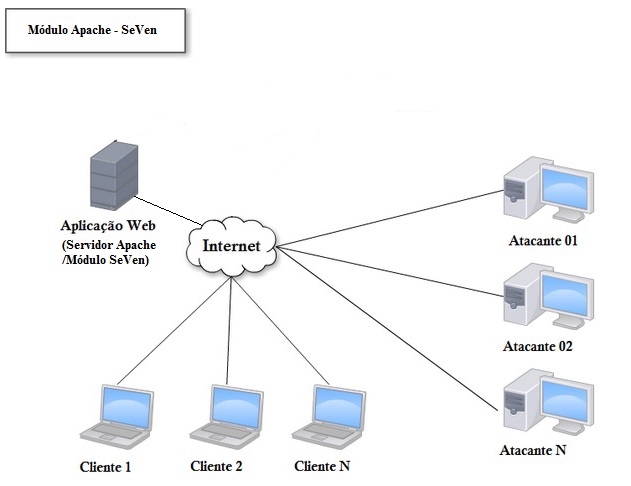 Módulo Apache - SeVen
Aplicação Web
(Servidor Apache
/Módulo SeVen)
Internet
Atacante 01
Atacante 02
Atacante N
Cliente 1
Cliente 2
Cliente N